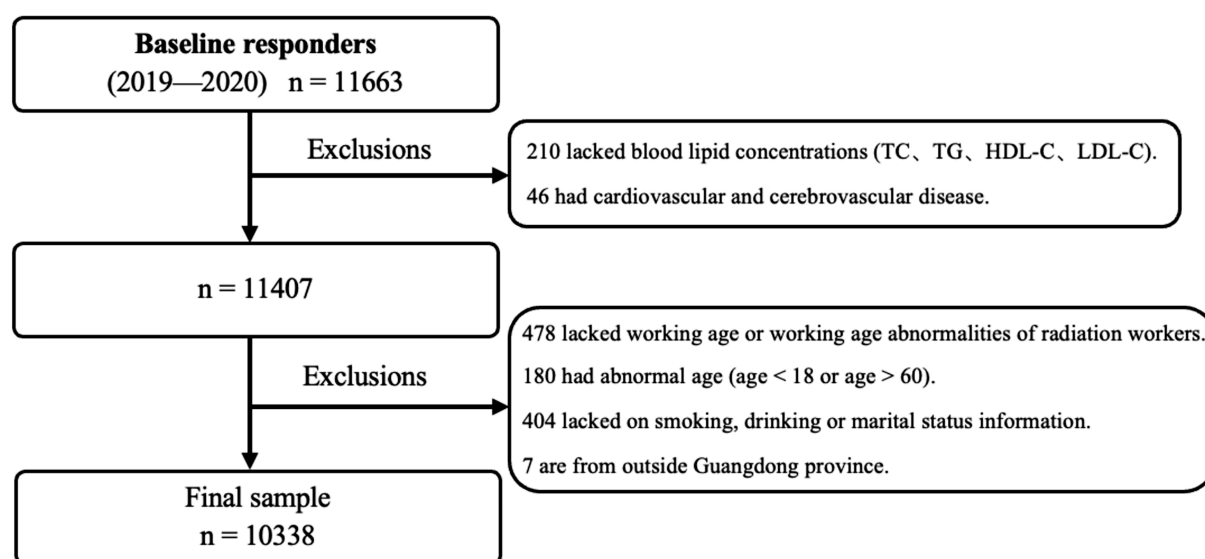 Baseline responders
(2019—2020) n = 11663
Exclusions
210 lacked blood lipid concentrations (TC、TG、HDL-C、LDL-C).
46 had cardiovascular and cerebrovascular disease.
n = 11407
Exclusions
478 lacked working age or working age abnormalities of radiation workers.
180 had abnormal age (age < 18 or age > 60).
404 lacked on smoking, drinking or marital status information.
7 are from outside Guangdong province.
Final sample
n = 10338